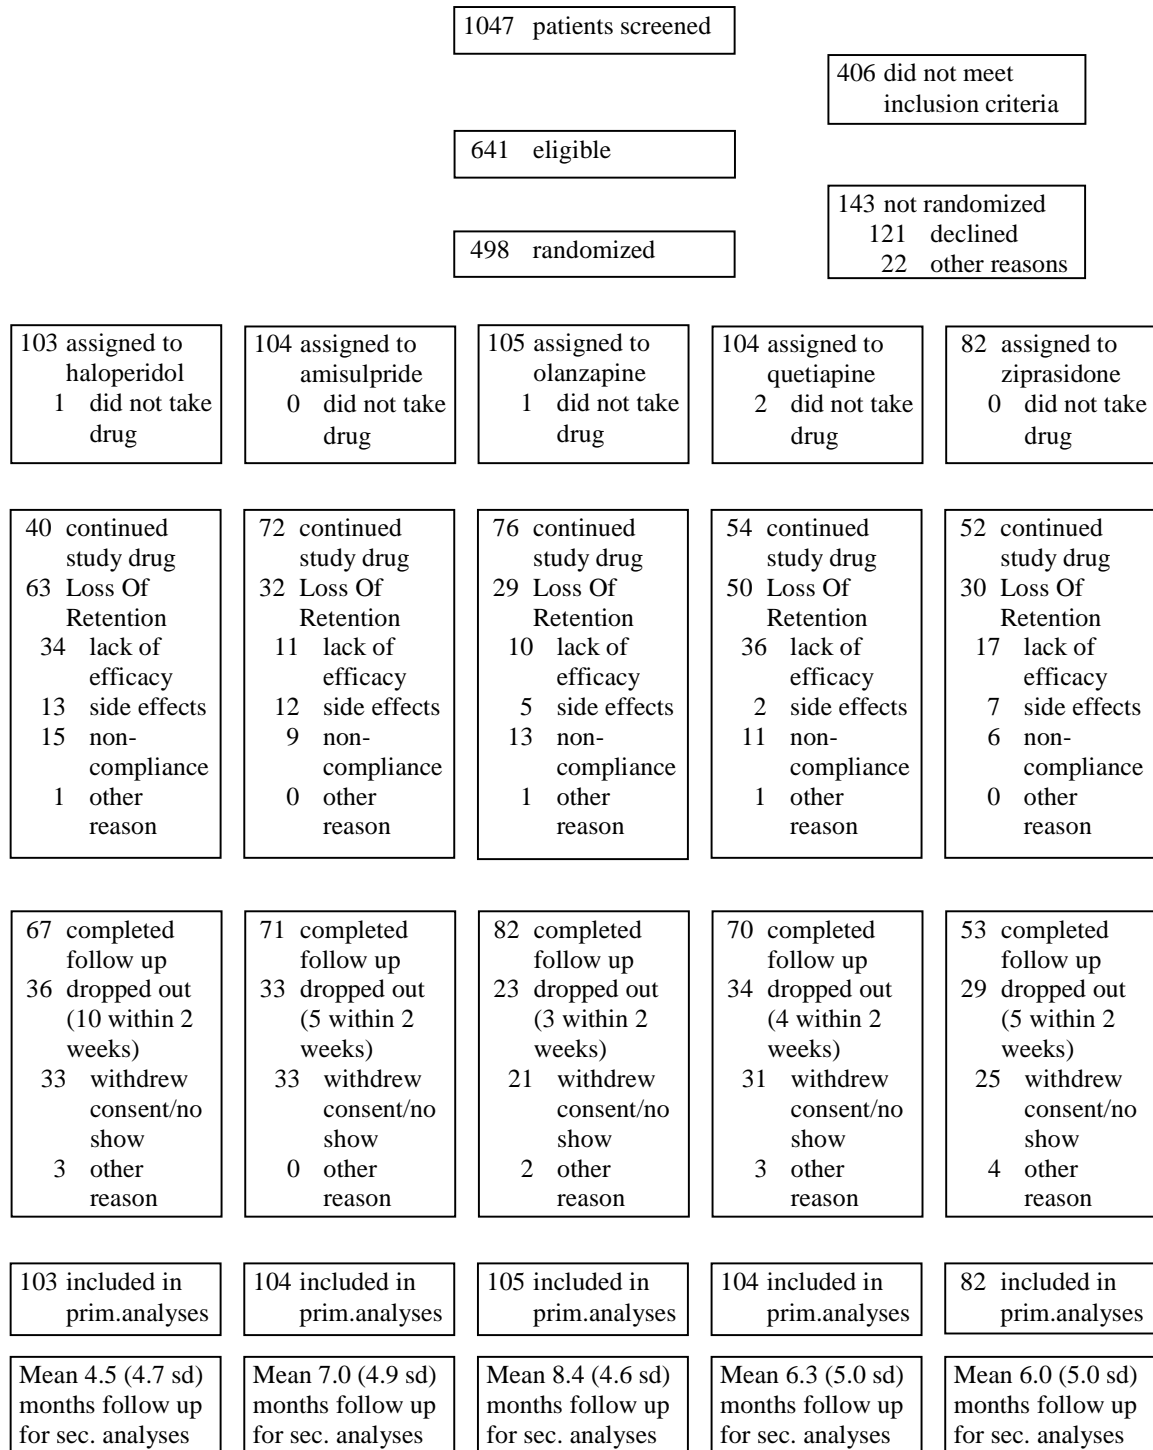 1047 patients screened
406 did not meet
inclusion criteria
641 eligible
143 not randomized
121 declined
22 other reasons
498 randomized
103 assigned to
haloperidol
1 did not take
drug
104 assigned to
amisulpride
0 did not take
drug
105 assigned to
olanzapine
1 did not take
drug
104 assigned to
quetiapine
2 did not take
drug
82 assigned to
ziprasidone
0 did not take
drug
40 continued
study drug
63 Loss Of
Retention
34 lack of
efficacy
13 side effects
15 non-
compliance
1 other
reason
72 continued
study drug
32 Loss Of
Retention
11 lack of
efficacy
12 side effects
9 non-
compliance
0 other
reason
76 continued
study drug
29 Loss Of
Retention
10 lack of
efficacy
5 side effects
13 non-
compliance
1 other
reason
54 continued
study drug
50 Loss Of
Retention
36 lack of
efficacy
2 side effects
11 non-
compliance
1 other
reason
52 continued
study drug
30 Loss Of
Retention
17 lack of
efficacy
7 side effects
6 non-
compliance
0 other
reason
67 completed
follow up
36 dropped out
(10 within 2
weeks)
33 withdrew
consent/no
show
3 other
reason
71 completed
follow up
33 dropped out
(5 within 2
weeks)
33 withdrew
consent/no
show
0 other
reason
82 completed
follow up
23 dropped out
(3 within 2
weeks)
21 withdrew
consent/no
show
2 other
reason
70 completed
follow up
34 dropped out
(4 within 2
weeks)
31 withdrew
consent/no
show
3 other
reason
53 completed
follow up
29 dropped out
(5 within 2
weeks)
25 withdrew
consent/no
show
4 other
reason
103 included in
prim.analyses
104 included in
prim.analyses
105 included in
prim.analyses
104 included in
prim.analyses
82 included in
prim.analyses
Mean 4.5 (4.7 sd)
months follow up
for sec. analyses
Mean 7.0 (4.9 sd)
months follow up
for sec. analyses
Mean 8.4 (4.6 sd)
months follow up
for sec. analyses
Mean 6.3 (5.0 sd)
months follow up
for sec. analyses
Mean 6.0 (5.0 sd)
months follow up
for sec. analyses